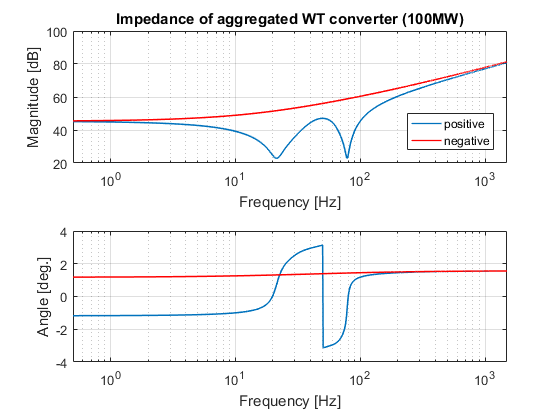 Impedance of aggregated WT converter (100MW)
Magnitude [dB]
100
80
60
40
20
positive
negative
10^0
10^1
10^2
10^3
Frequency [Hz]
Angle [deg.]
4
2
0
-2
-4
10^0
10^1
10^2
10^3
Frequency [Hz]